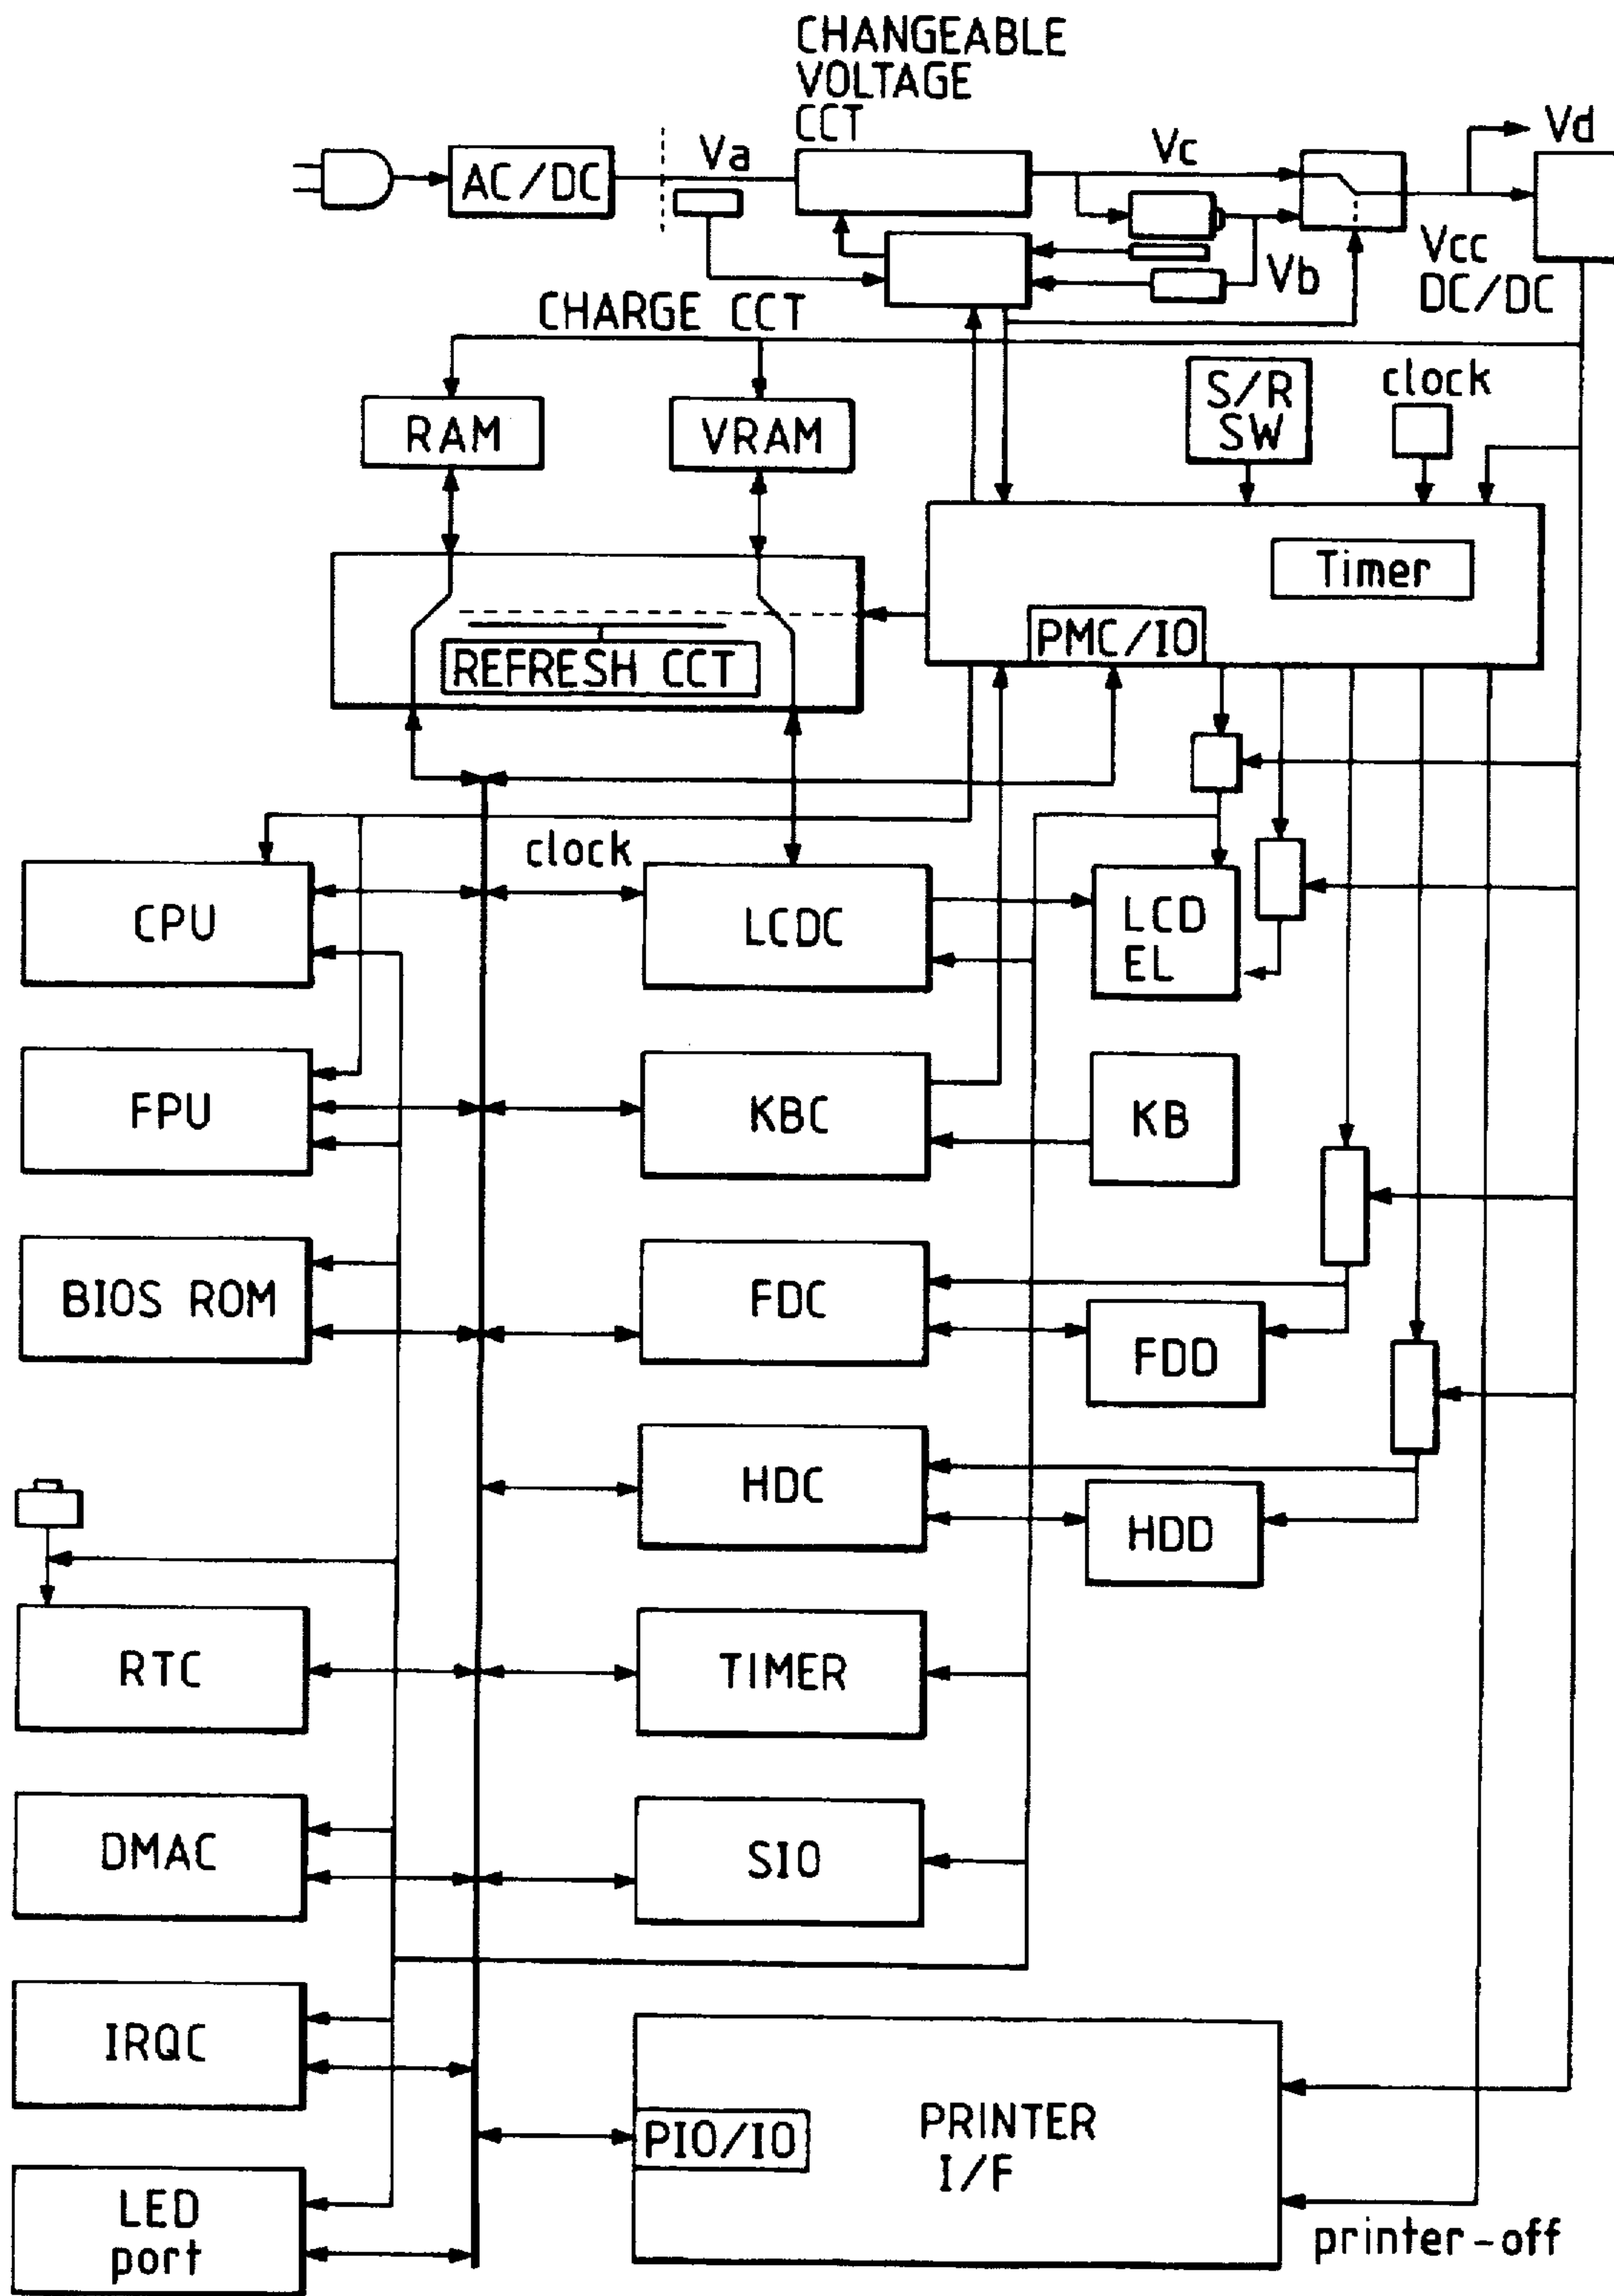 CHANGEABLE
VOLTAGE
CCT
Vd
Va
Vc
AC/DC
Vcc
DC/DC
Vb
CHARGE CCT
S/R
SW
clock
RAM
VRAM
Timer
PMC/IO
REFRESH CCT
clock
CPU
LCDC
LCD
EL
FPU
KBC
KB
BIOS ROM
FDC
FDD
HDC
HDD
RTC
TIMER
DMAC
SIO
IRQC
PRINTER
I/F
PIO/IO
LED
port
printer-off